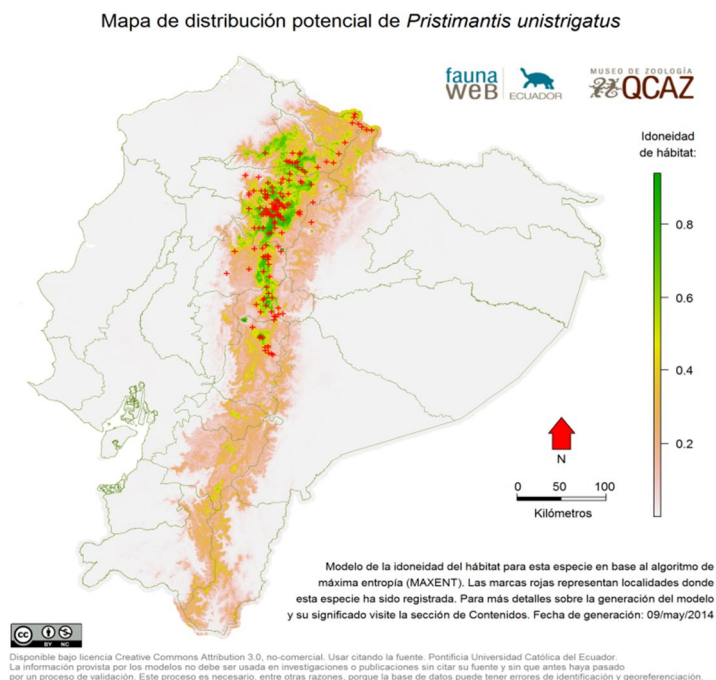 Mapa de distribución potencial de Pristimantis unistrigatus
fauna
web
ECUADOR
MUSEO DE ZOOLOGÍA
QCAZ
Idoneidad
de hábitat:
0.8
0.6
0.4
0.2
N
0 50 100
Kilómetros
Modelo de la idoneidad del hábitat para esta especie en base al algoritmo de
máxima entropía (MAXENT). Las marcas rojas representan localidades donde
esta especie ha sido registrada. Para más detalles sobre la generación del modelo
y su significado visite la sección de Contenidos. Fecha de generación: 09/may/2014
cc
BY NC
Disponible bajo licencia Creative Commons Attribution 3.0, no-comercial. Usar citando la fuente. Pontificia Universidad Católica del Ecuador.
La información provista por los modelos no debe ser usada en investigaciones o publicaciones sin citar su fuente y sin que antes haya pasado
por un proceso de validación. Este proceso es necesario, entre otras razones, porque la base de datos puede tener errores de identificación y georeferenciación.